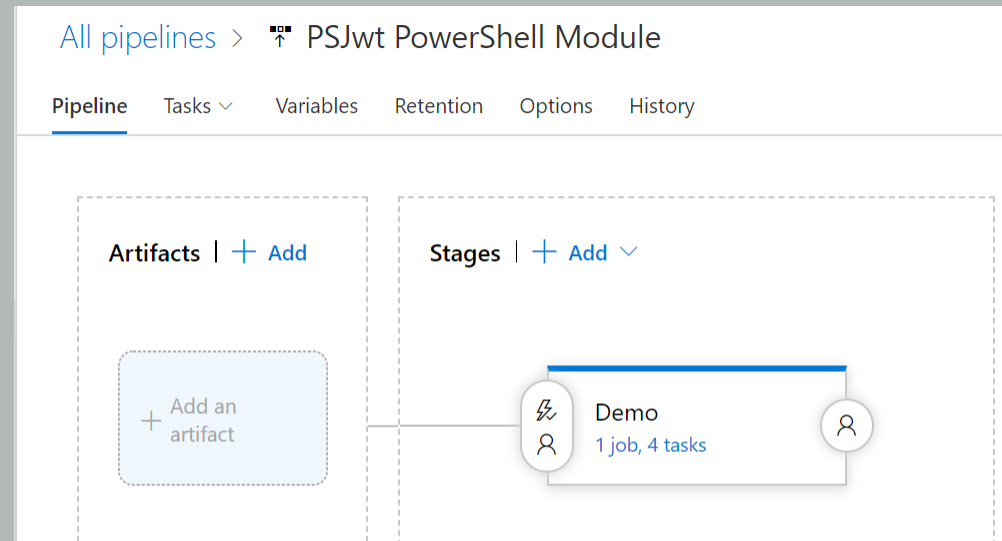 All pipelines > PSJwt PowerShell Module
Pipeline Tasks Variables Retention Options History
Artifacts | + Add
Stages | + Add
+ Add an
artifact
Demo
1 job, 4 tasks